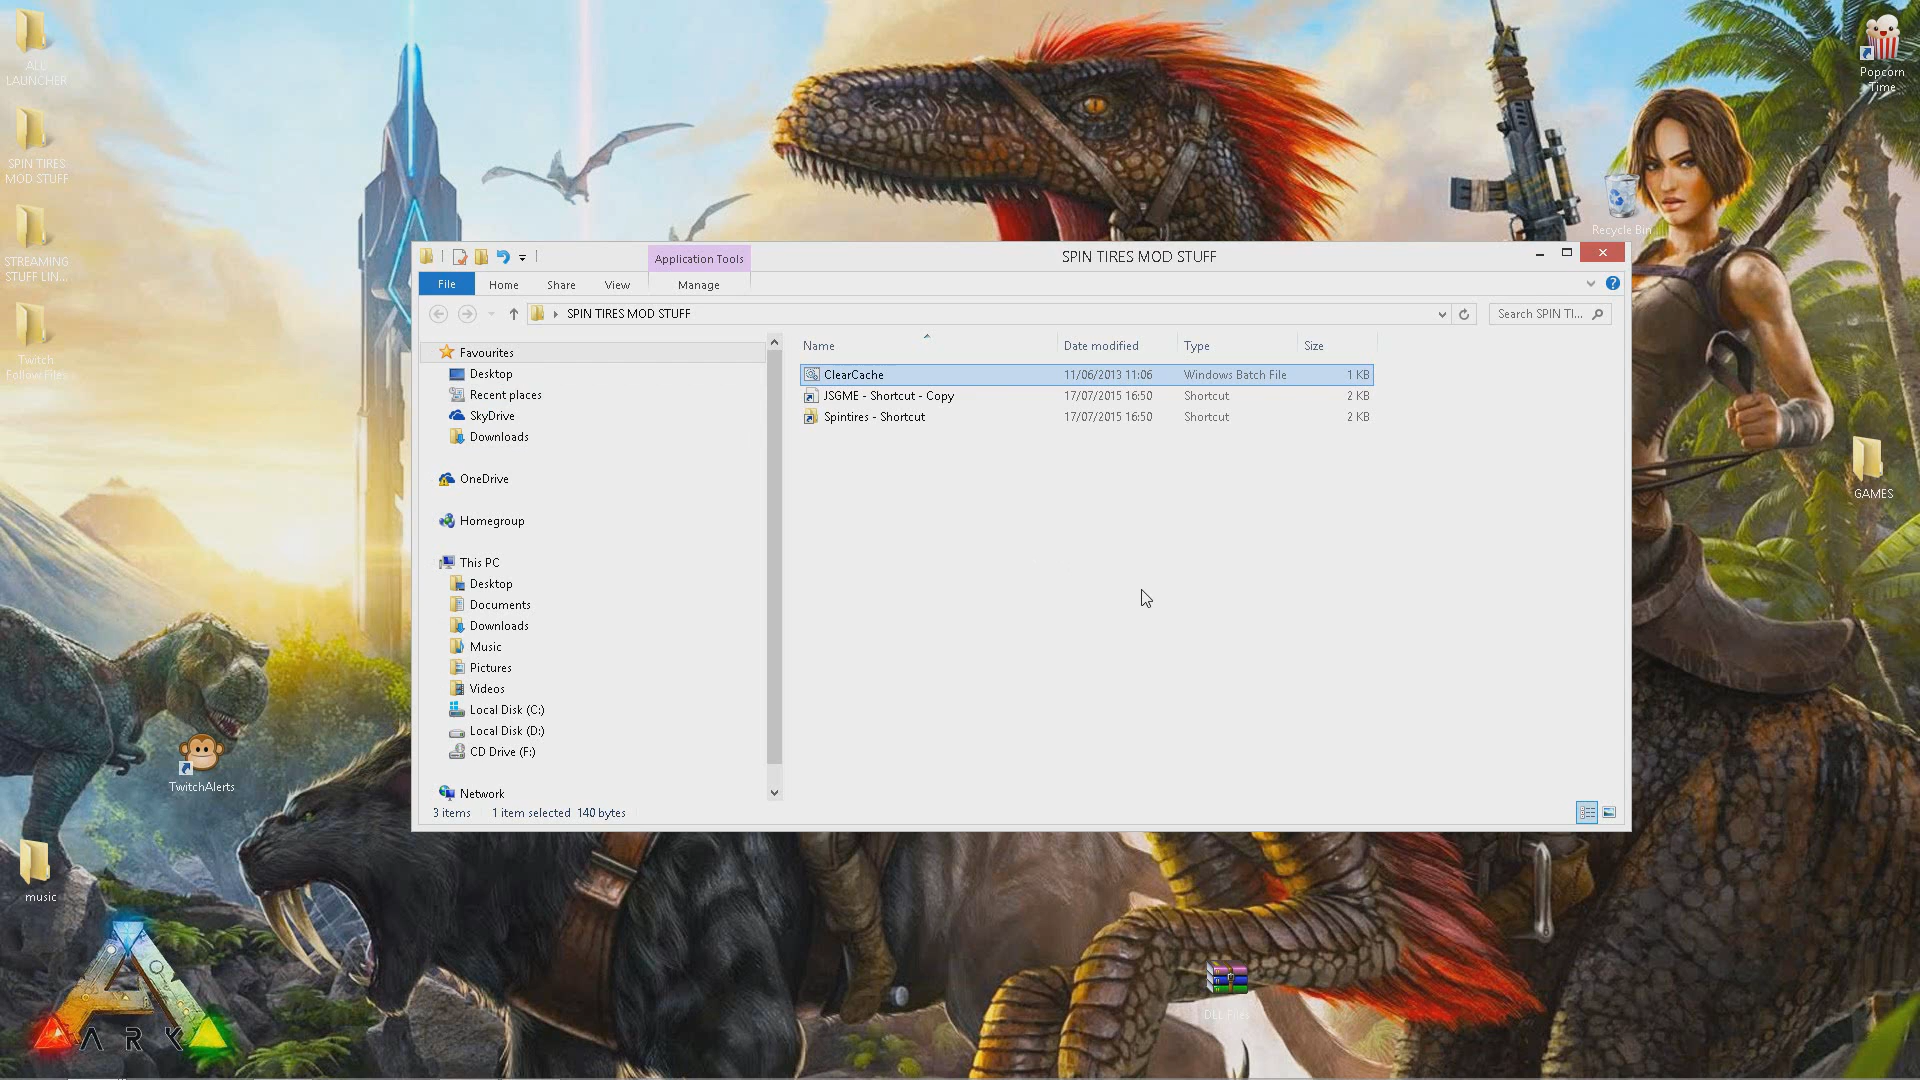 ALL
LAUNCHER
SPIN TIRES
MOD STUFF
STREAMING
STUFF LIN...
Twitch
Follow Files
TwitchAlerts
music
ARK
Popcorn
Time
Recycle Bin
GAMES
DLL Files
SPIN TIRES MOD STUFF
Application Tools
File
Home
Share
View
Manage
SPIN TIRES MOD STUFF
Search SPIN TI...
Favourites
Desktop
Recent places
SkyDrive
Downloads
OneDrive
Homegroup
This PC
Desktop
Documents
Downloads
Music
Pictures
Videos
Local Disk (C:)
Local Disk (D:)
CD Drive (F:)
Network
Name Date modified Type Size
ClearCache 11/06/2013 11:06 Windows Batch File 1 KB
JSGME - Shortcut - Copy 17/07/2015 16:50 Shortcut 2 KB
Spintires - Shortcut 17/07/2015 16:50 Shortcut 2 KB
3 items 1 item selected 140 bytes